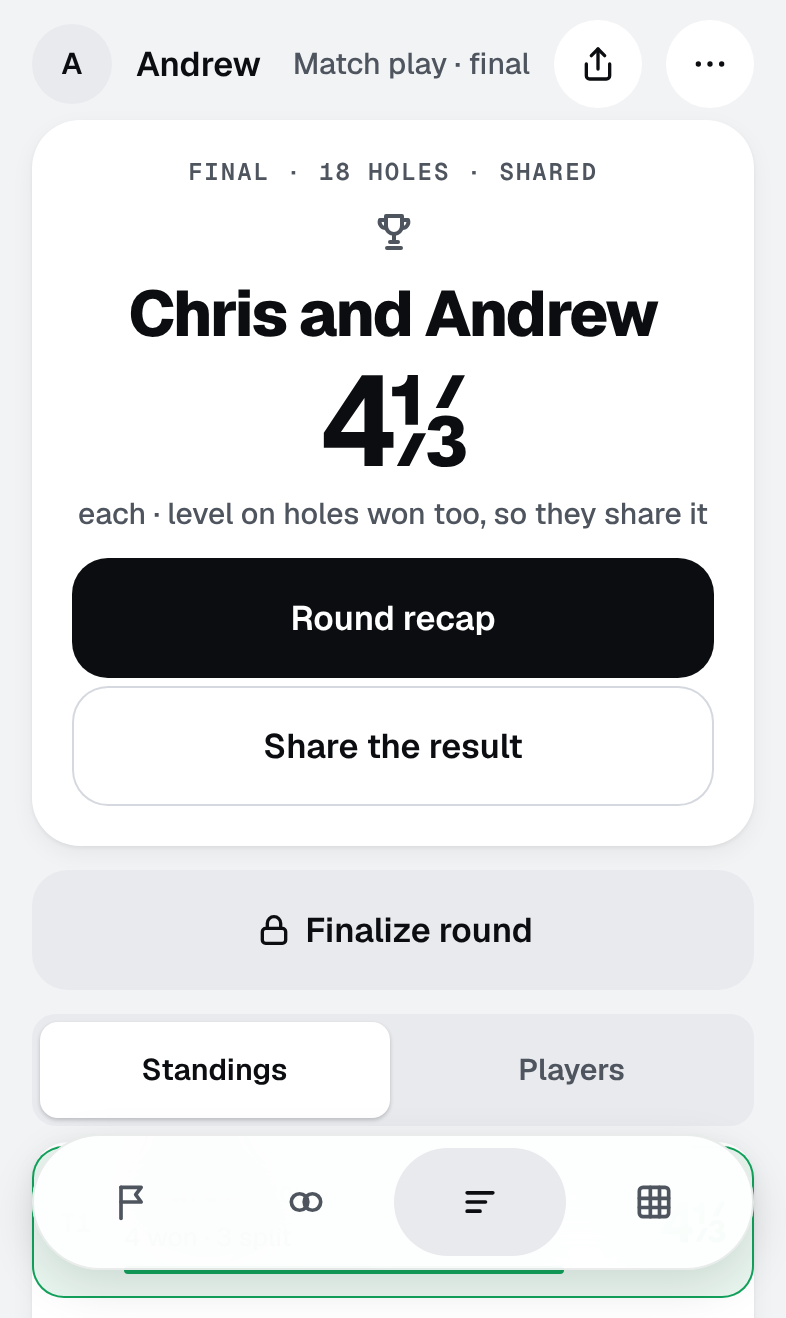 A
Andrew
Match play · final
FINAL · 18 HOLES · SHARED
Chris and Andrew
4⅓
each · level on holes won too, so they share it
Round recap
Share the result
Finalize round
Standings
Players